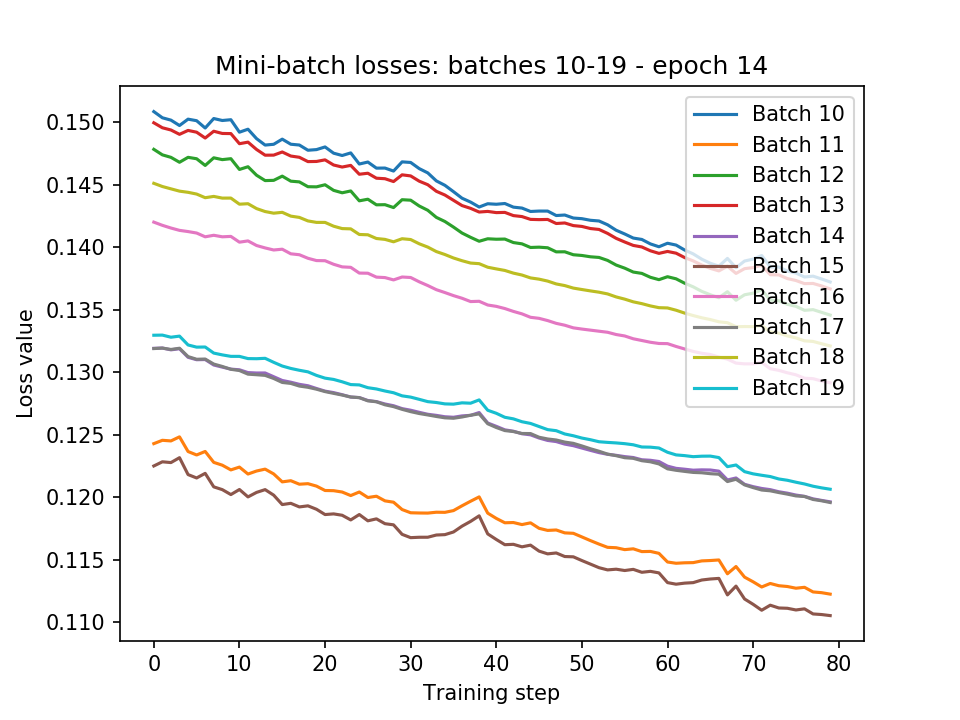 Mini-batch losses: batches 10-19 - epoch 14
0.150
0.145
0.140
0.135
0.130
0.125
0.120
0.115
0.110
Loss value
Batch 10
Batch 11
Batch 12
Batch 13
Batch 14
Batch 15
Batch 16
Batch 17
Batch 18
Batch 19
0 10 20 30 40 50 60 70 80
Training step